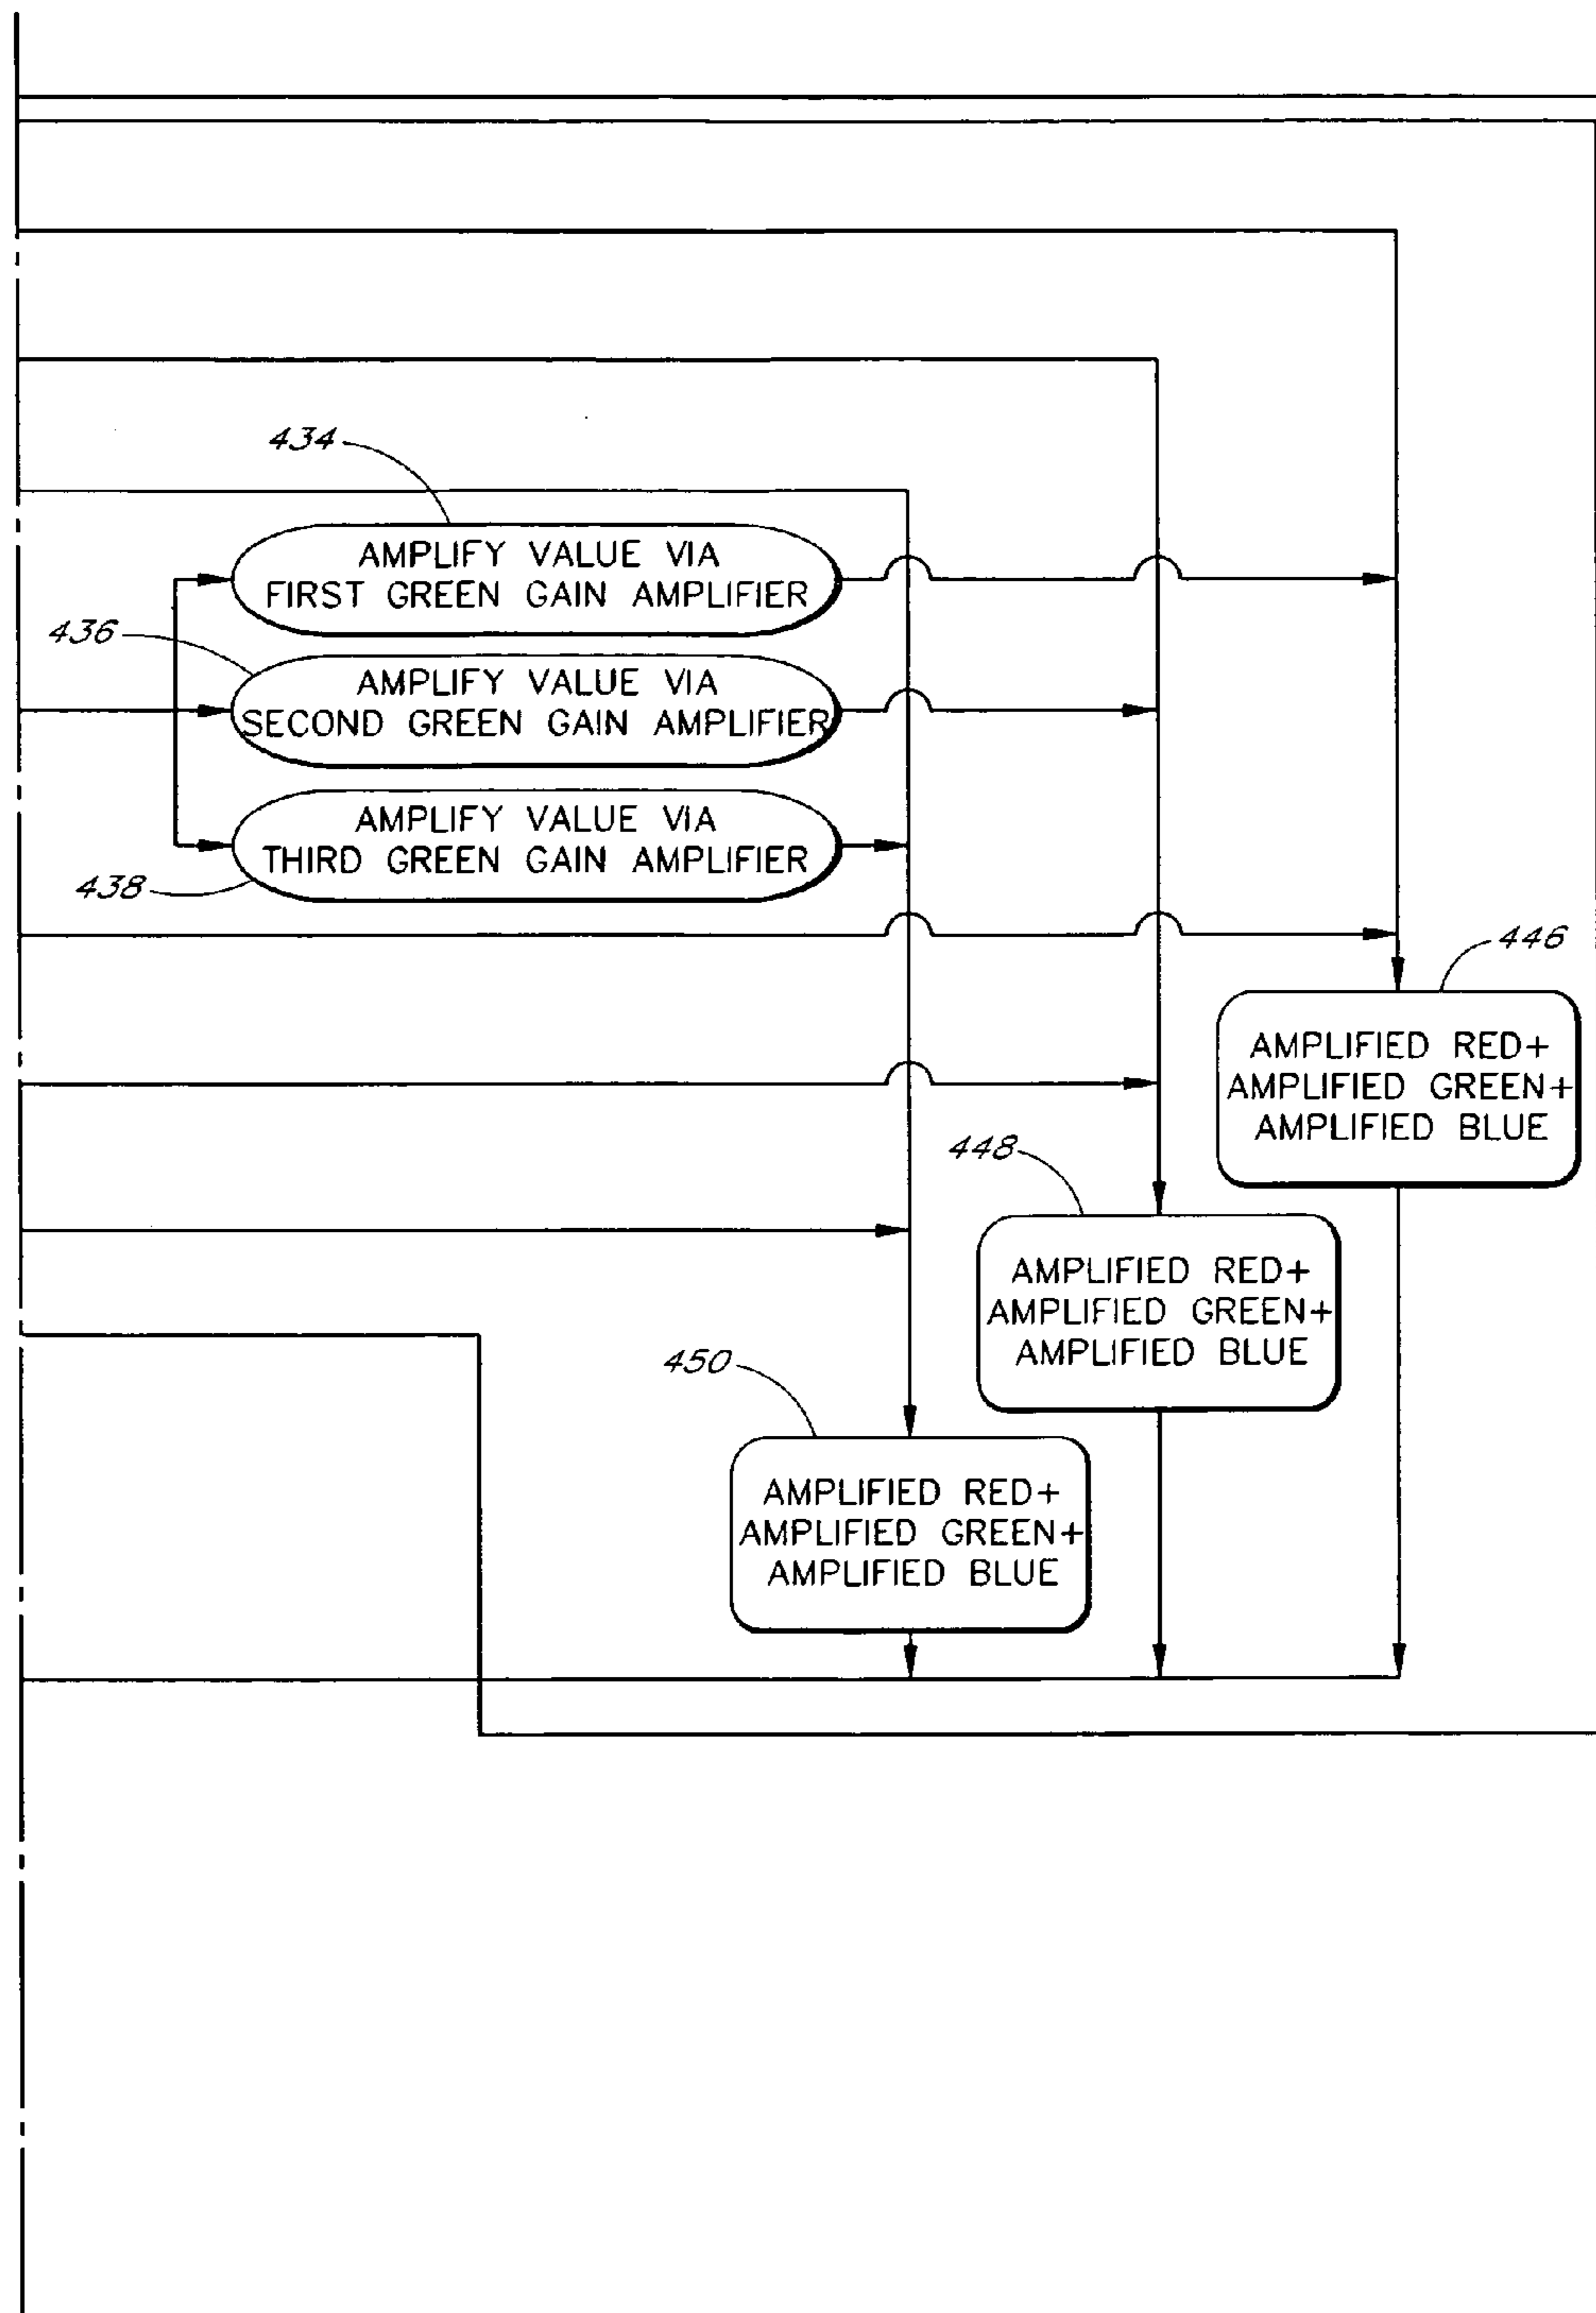 434
AMPLIFY VALUE VIA
FIRST GREEN GAIN AMPLIFIER
436
AMPLIFY VALUE VIA
SECOND GREEN GAIN AMPLIFIER
AMPLIFY VALUE VIA
THIRD GREEN GAIN AMPLIFIER
438
446
AMPLIFIED RED+
AMPLIFIED GREEN+
AMPLIFIED BLUE
448
AMPLIFIED RED+
AMPLIFIED GREEN+
AMPLIFIED BLUE
450
AMPLIFIED RED+
AMPLIFIED GREEN+
AMPLIFIED BLUE